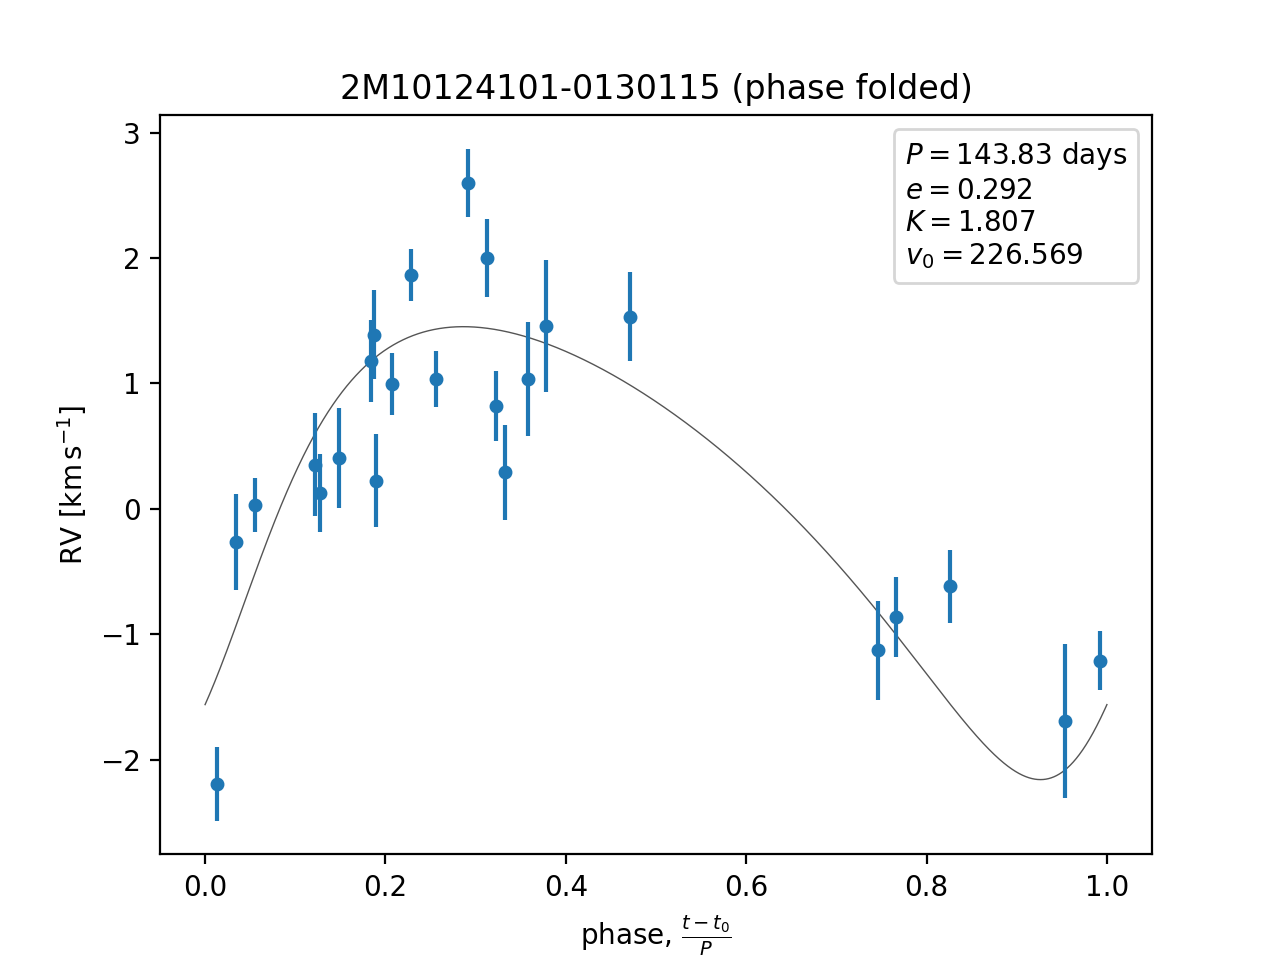 2M10124101-0130115 (phase folded)
P = 143.83 days
e = 0.292
K = 1.807
v₀ = 226.569
3
2
1
0
−1
−2
RV [km s⁻¹]
0.0 0.2 0.4 0.6 0.8 1.0
phase, (t − t₀)/P